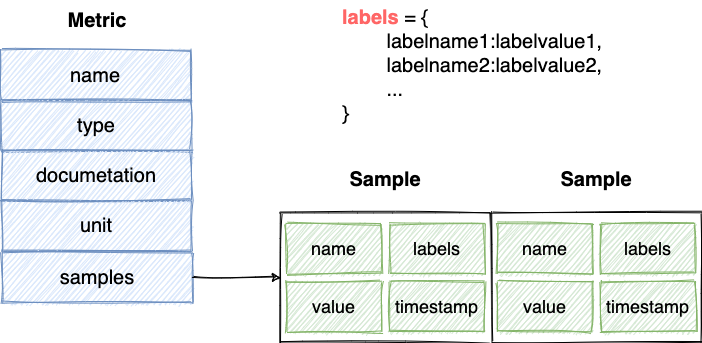 Metric
name
type
documetation
unit
samples
labels = {
labelname1:labelvalue1,
labelname2:labelvalue2,
...
}
Sample
Sample
name
labels
name
labels
value
timestamp
value
timestamp